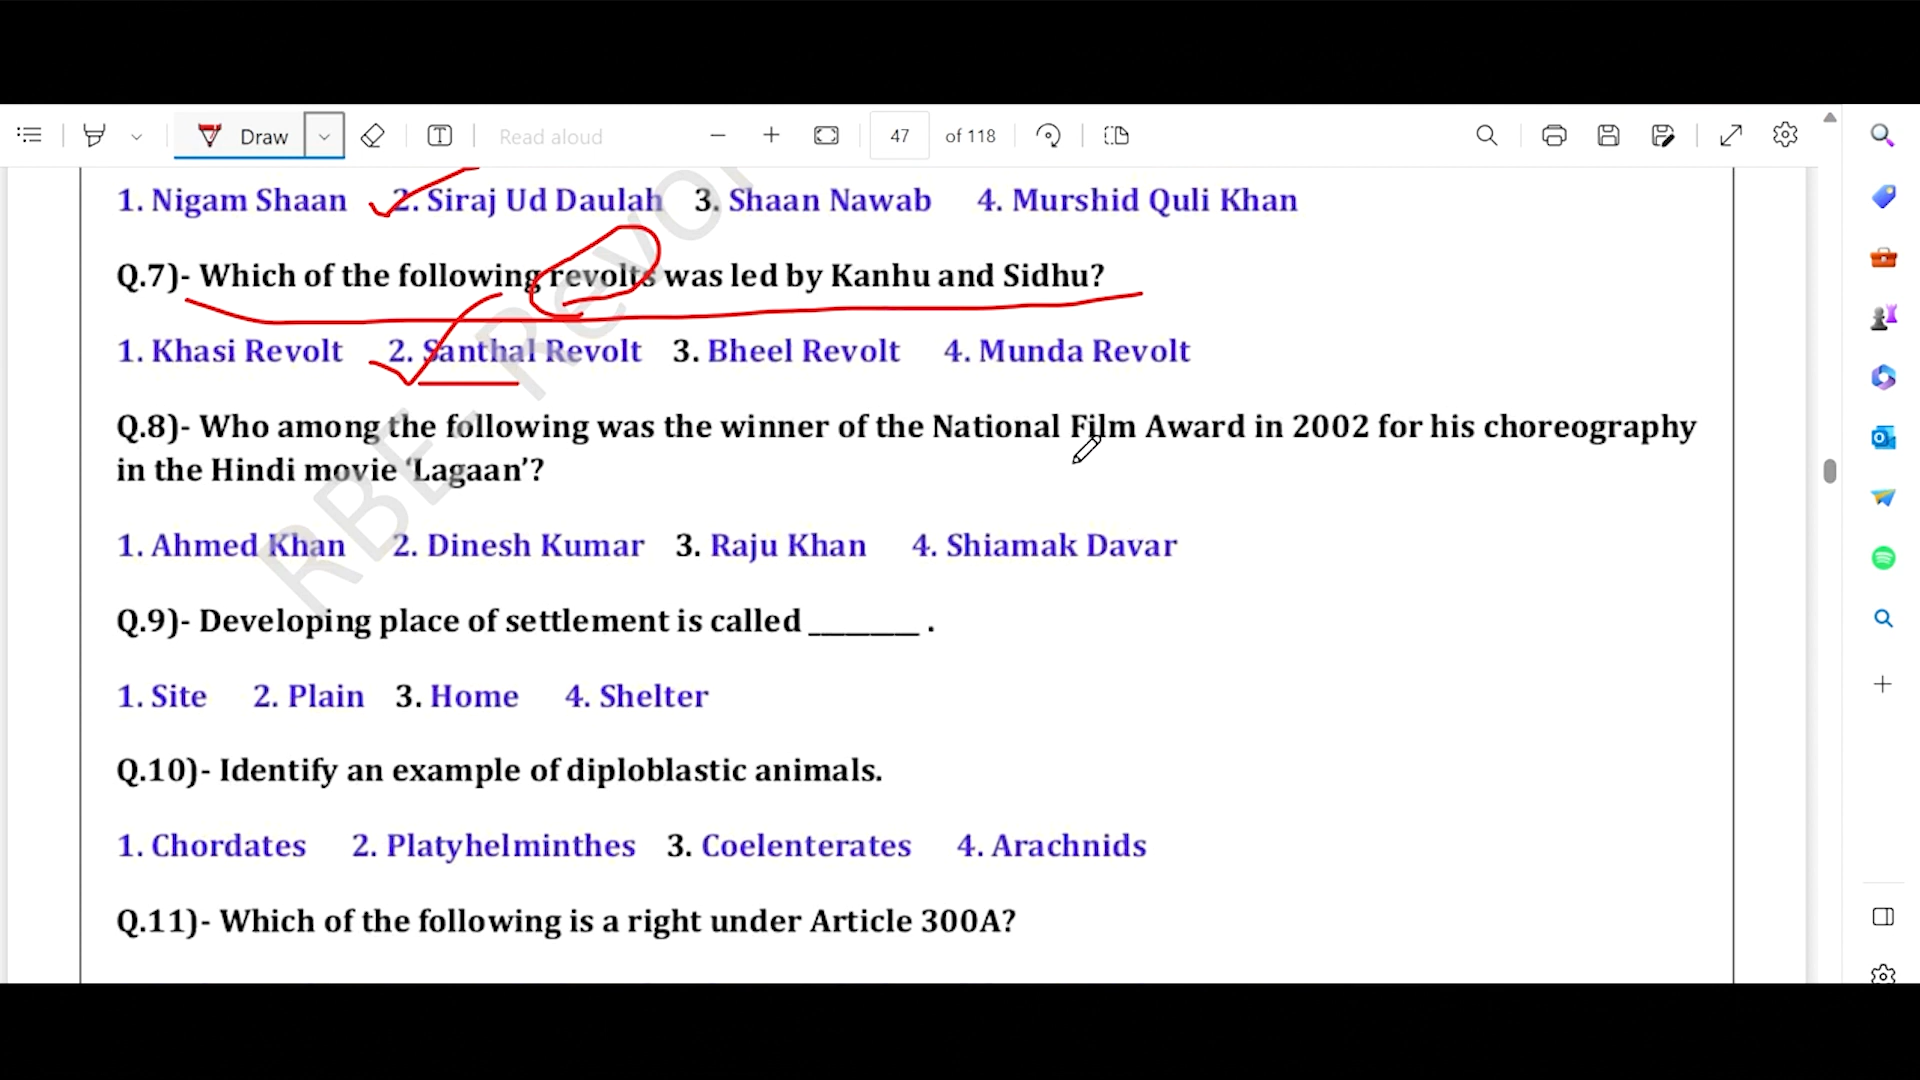 Draw
Read aloud
47 of 118
1. Nigam Shaan 2. Siraj Ud Daulah 3. Shaan Nawab 4. Murshid Quli Khan
Q.7)- Which of the following revolts was led by Kanhu and Sidhu?
1. Khasi Revolt 2. Santhal Revolt 3. Bheel Revolt 4. Munda Revolt
Q.8)- Who among the following was the winner of the National Film Award in 2002 for his choreography
in the Hindi movie ‘Lagaan’?
1. Ahmed Khan 2. Dinesh Kumar 3. Raju Khan 4. Shiamak Davar
Q.9)- Developing place of settlement is called ________ .
1. Site 2. Plain 3. Home 4. Shelter
Q.10)- Identify an example of diploblastic animals.
1. Chordates 2. Platyhelminthes 3. Coelenterates 4. Arachnids
Q.11)- Which of the following is a right under Article 300A?